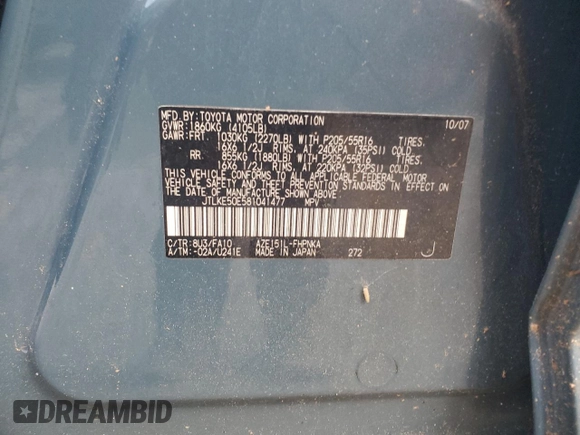 MFD.BY:TOYOTA MOTOR CORPORATION 10/07
GVWR:1860KG (4105LB)
GAWR:FRT. 1030KG (2270LB) WITH P205/55R16 TIRES.
16X6 1/2J RIMS, AT 240KPA (35PSI) COLD
RR. 855KG (1880LB) WITH P205/55R16 TIRES.
16X6 1/2J RIMS, AT 220KPA (32PSI) COLD
THIS VEHICLE CONFORMS TO ALL APPLICABLE FEDERAL MOTOR
VEHICLE SAFETY AND THEFT PREVENTION STANDARDS IN EFFECT ON
THE DATE OF MANUFACTURE SHOWN ABOVE.
JTLKE50E581041477 MPV
C/TR:8U3/FA10 AZE151L-FHPNKA
A/TM:-02A/U241E MADE IN JAPAN 272 J
DREAMBID